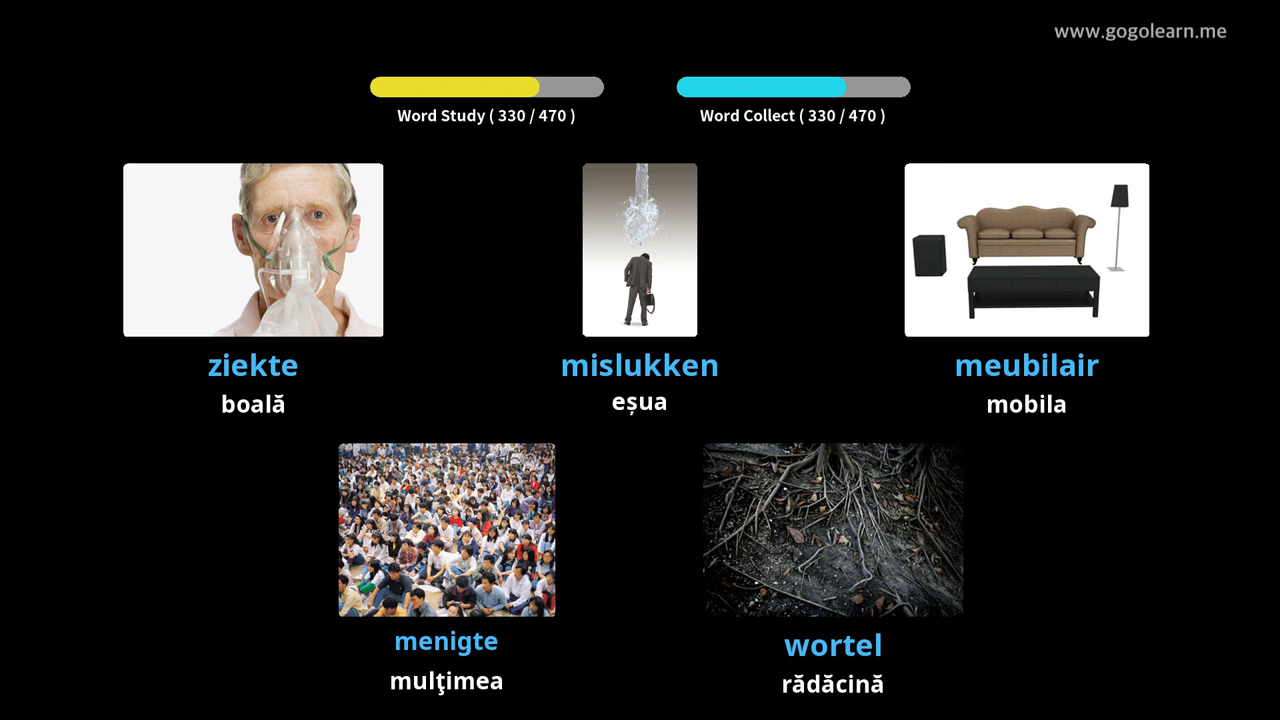 www.gogolearn.me
Word Study ( 330 / 470 )
Word Collect ( 330 / 470 )
ziekte
mislukken
meubilair
boală
eșua
mobila
menigte
wortel
mulţimea
rădăcină